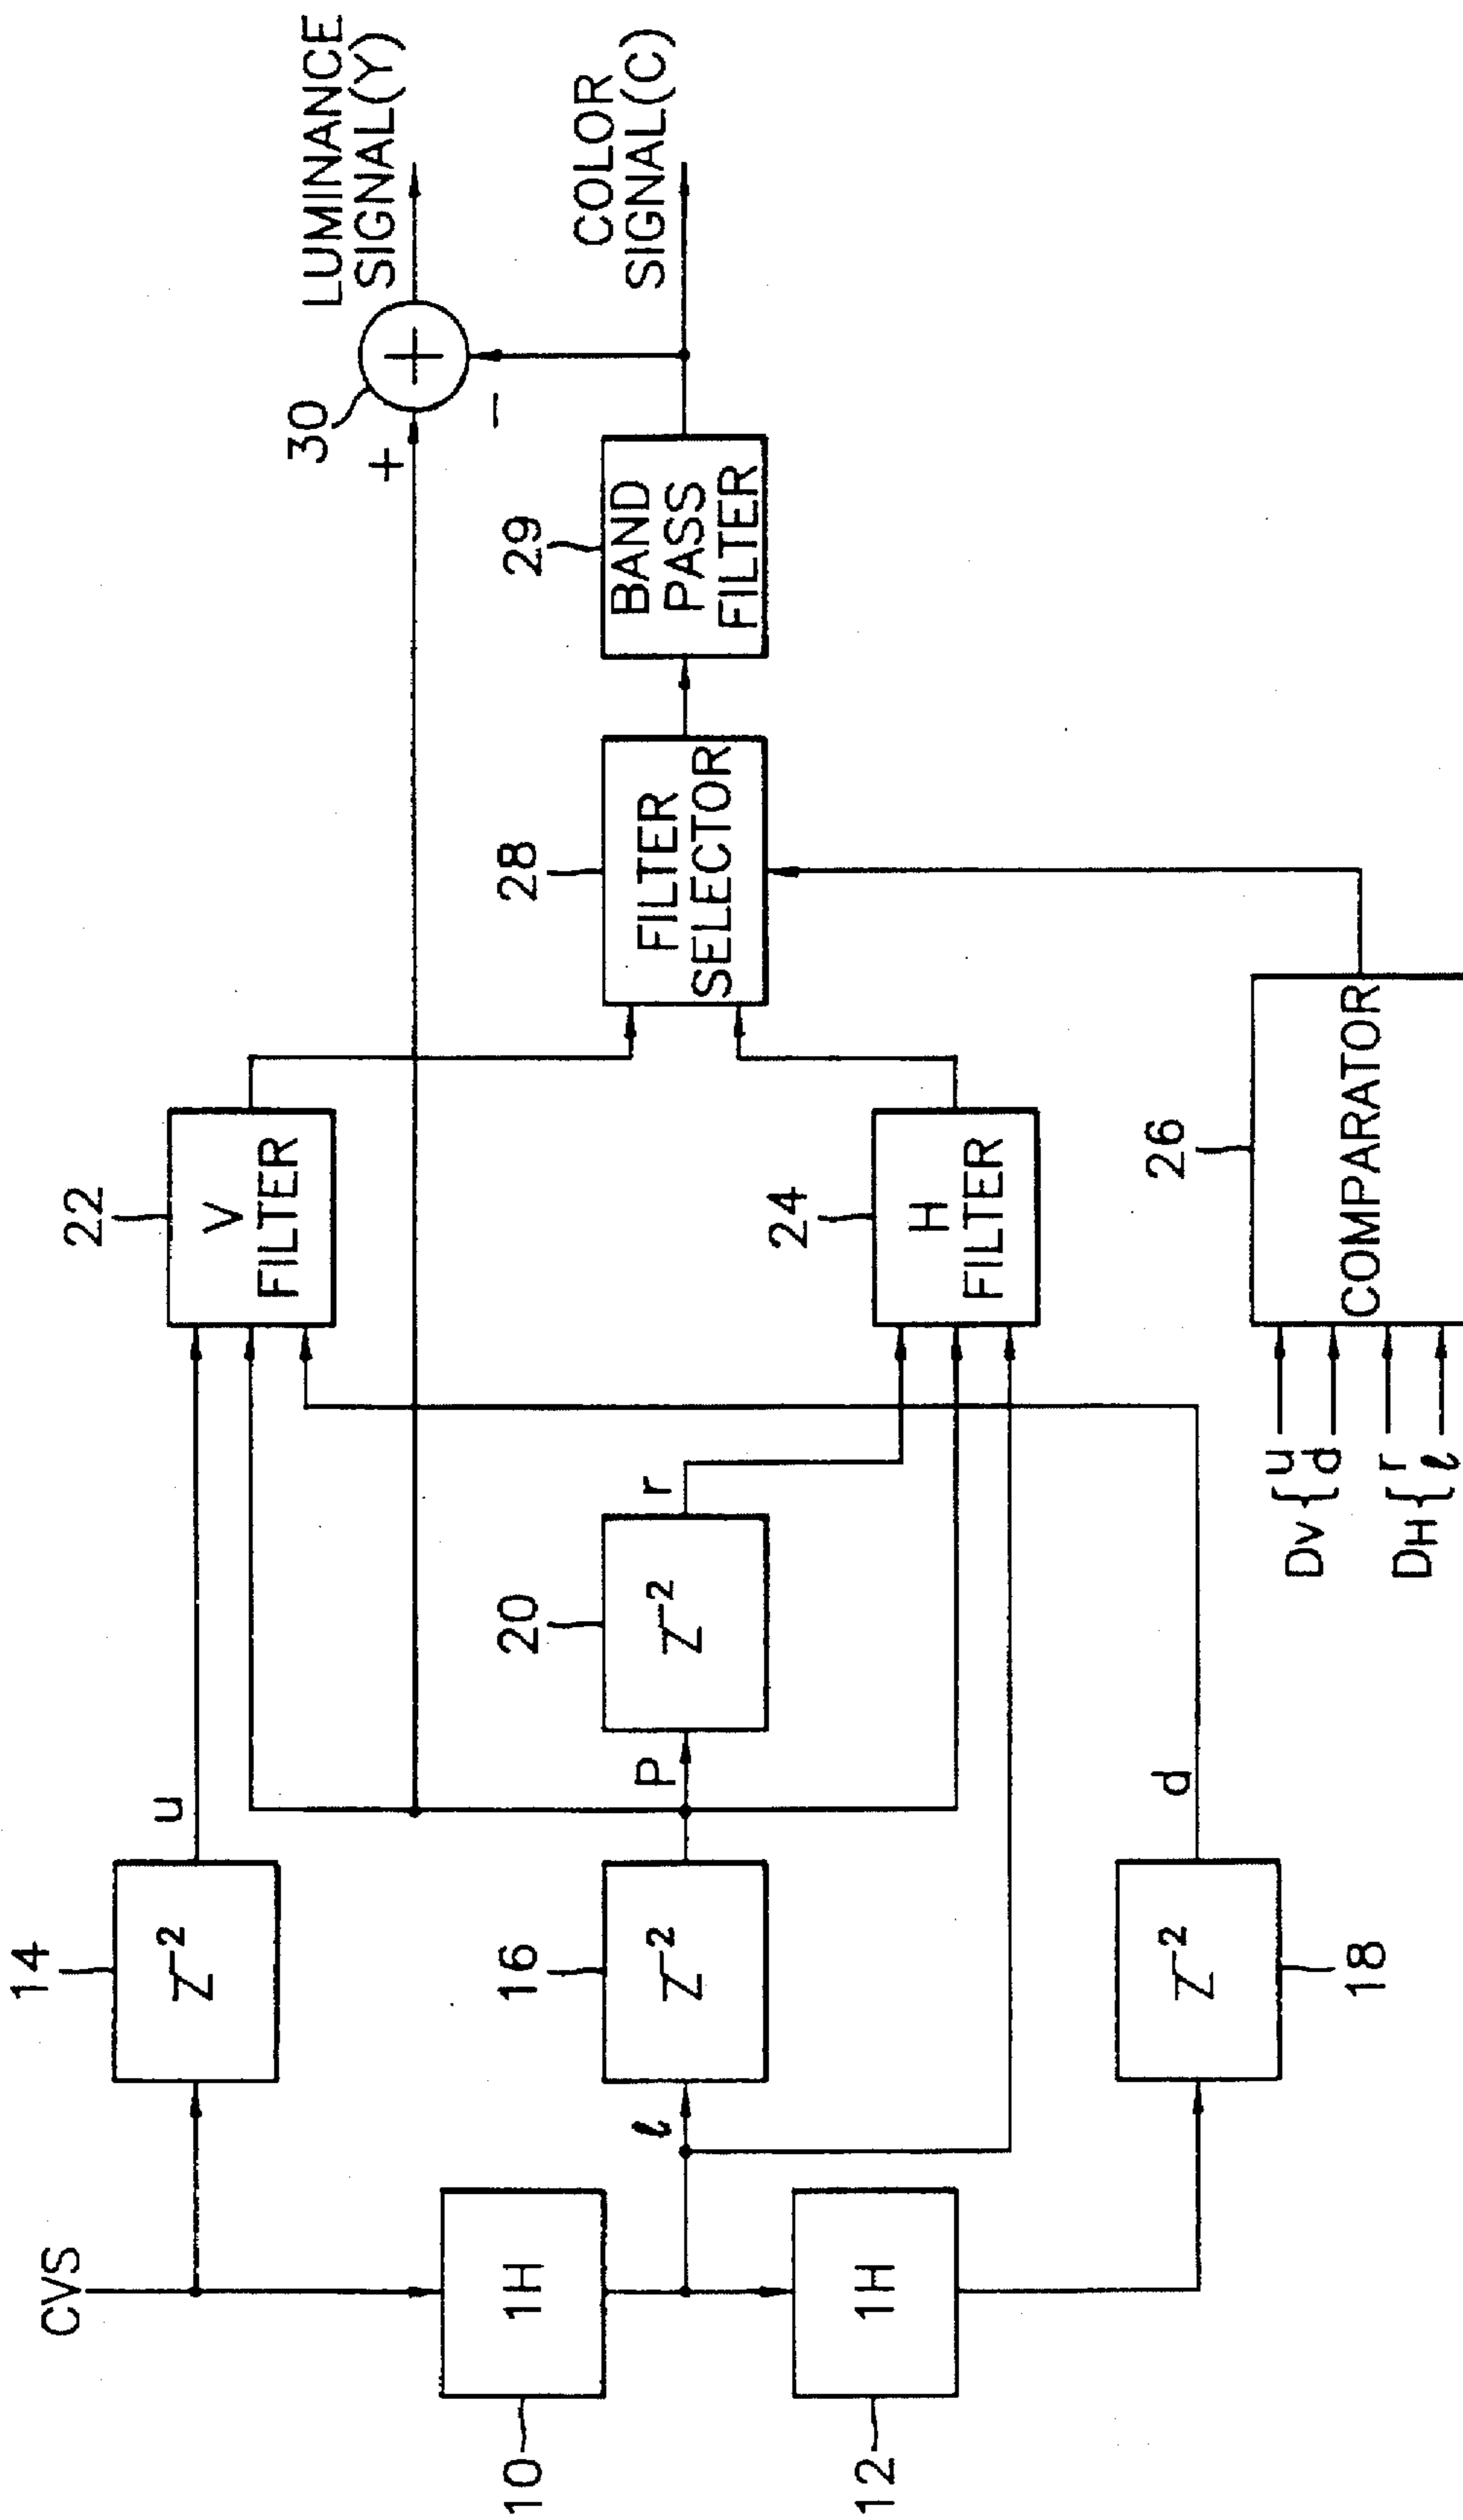 CVS
10
1H
12
1H
14
Z⁻²
u
16
ℓ
Z⁻²
P
18
Z⁻²
d
20
Z⁻²
r
22
V
FILTER
24
H
FILTER
26
COMPARATOR
Dv { u
d
DH { r
ℓ
28
FILTER
SELECTOR
29
BAND
PASS
FILTER
30
+
+
−
LUMINANCE
SIGNAL(Y)
COLOR
SIGNAL(C)